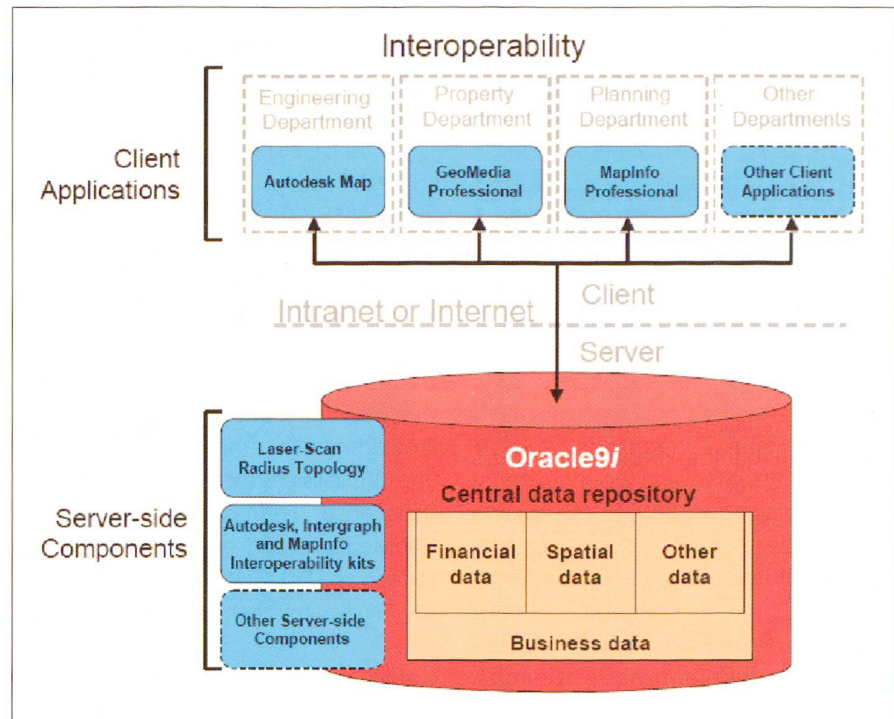 Interoperability
Client
Applications
Engineering
Department
Property
Department
Planning
Department
Other
Departments
Autodesk Map
GeoMedia
Professional
MapInfo
Professional
Other Client
Applications
Client
Intranet or Internet
Server
Server-side
Components
Laser-Scan
Radius Topology
Autodesk, Intergraph
and MapInfo
Interoperability kits
Other Server-side
Components
Oracle9i
Central data repository
Financial
data
Spatial
data
Other
data
Business data